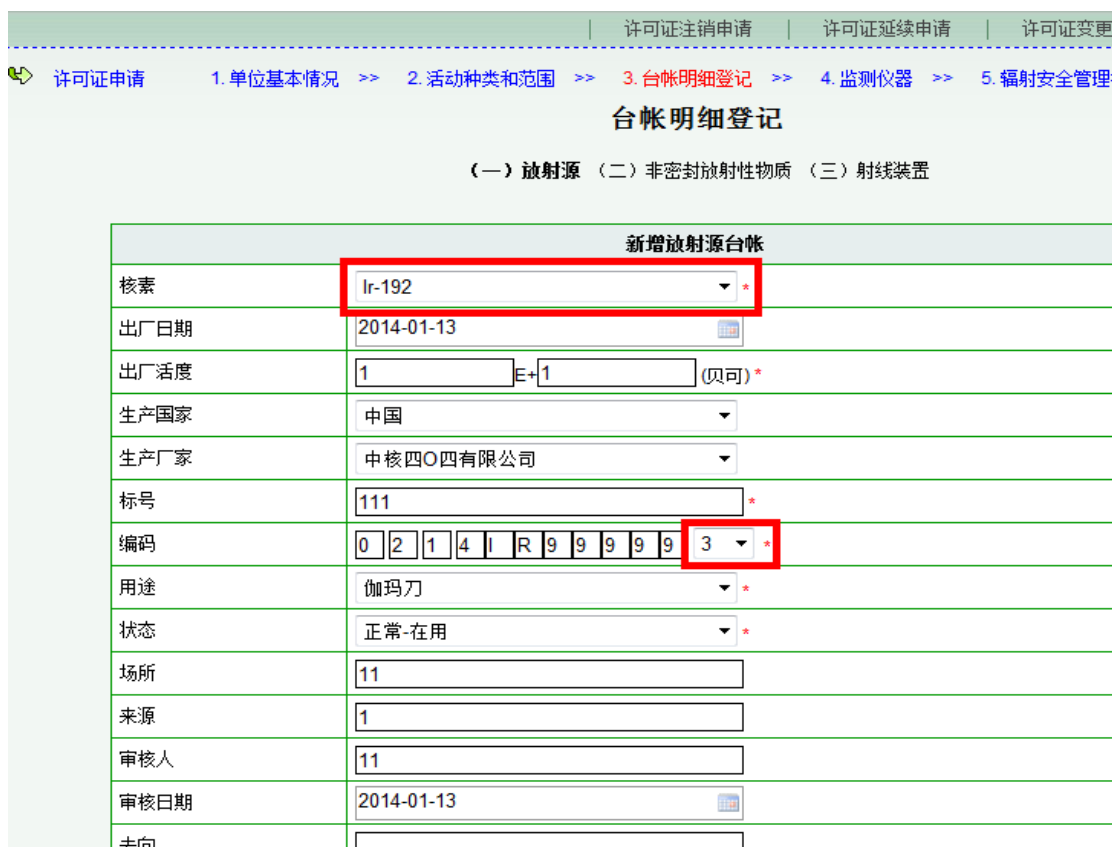 | 许可证注销申请 | 许可证延续申请 | 许可证变更
许可证申请 1.单位基本情况 >> 2.活动种类和范围 >> 3.台帐明细登记 >> 4.监测仪器 >> 5.辐射安全管理
台帐明细登记
（一）放射源 （二）非密封放射性物质 （三）射线装置
新增放射源台帐
核素 Ir-192 *
出厂日期 2014-01-13
出厂活度 1 E+1 (贝可) *
生产国家 中国
生产厂家 中核四O四有限公司
标号 111 *
编码 0 2 1 4 I R 9 9 9 9 9 3 *
用途 伽玛刀 *
状态 正常-在用 *
场所 11
来源 1
审核人 11
审核日期 2014-01-13
去向